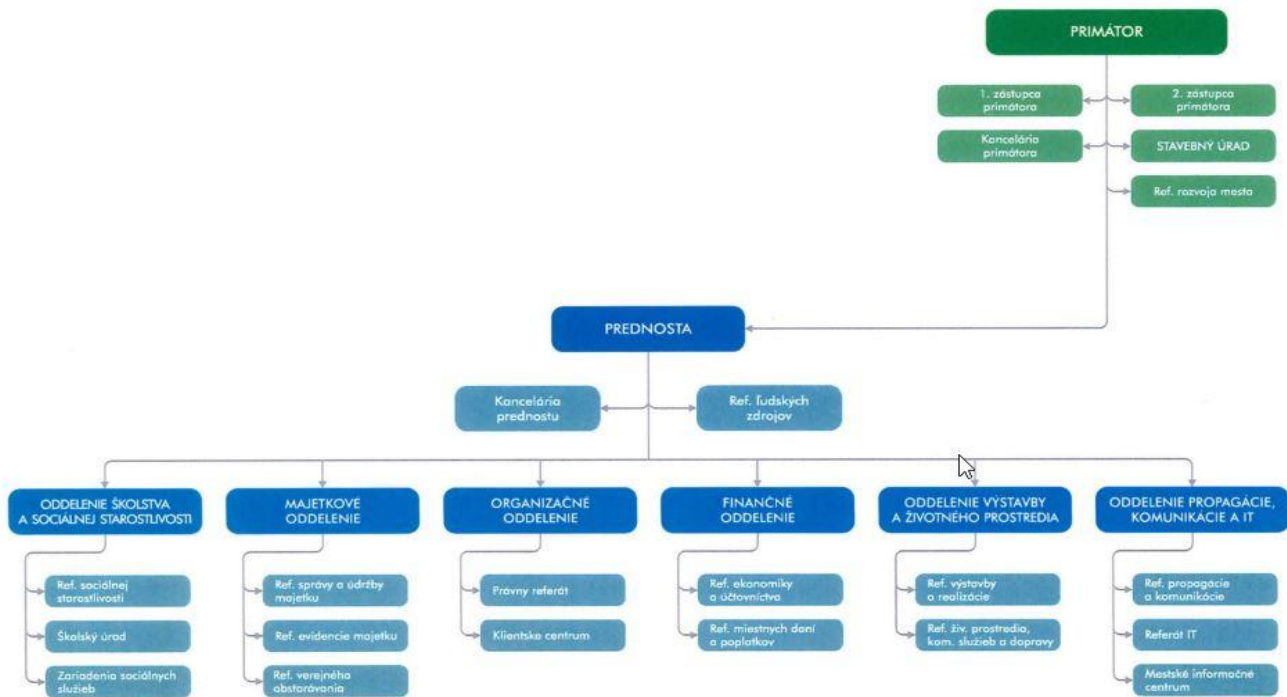 PRIMÁTOR
1. zástupca
primátora
2. zástupca
primátora
Kancelária
primátora
STAVEBNÝ ÚRAD
Ref. rozvoja mesta
PREDNOSTA
Kancelária
prednostu
Ref. ľudských
zdrojov
ODDELENIE ŠKOLSTVA
A SOCIÁLNEJ STAROSTLIVOSTI
Ref. sociálnej
starostlivosti
Školský úrad
Zariadenia sociálnych
služieb
MAJETKOVÉ
ODDELENIE
Ref. správy a údržby
majetku
Ref. evidencie majetku
Ref. verejného
obstarávania
ORGANIZAČNÉ
ODDELENIE
Právny referát
Klientske centrum
FINANČNÉ
ODDELENIE
Ref. ekonomiky
a účtovníctva
Ref. miestnych daní
a poplatkov
ODDELENIE VÝSTAVBY
A ŽIVOTNÉHO PROSTREDIA
Ref. výstavby
a realizácie
Ref. živ. prostredia,
kom. služieb a dopravy
ODDELENIE PROPAGÁCIE,
KOMUNIKÁCIE A IT
Ref. propagácie
a komunikácie
Referát IT
Mestské informačné
centrum